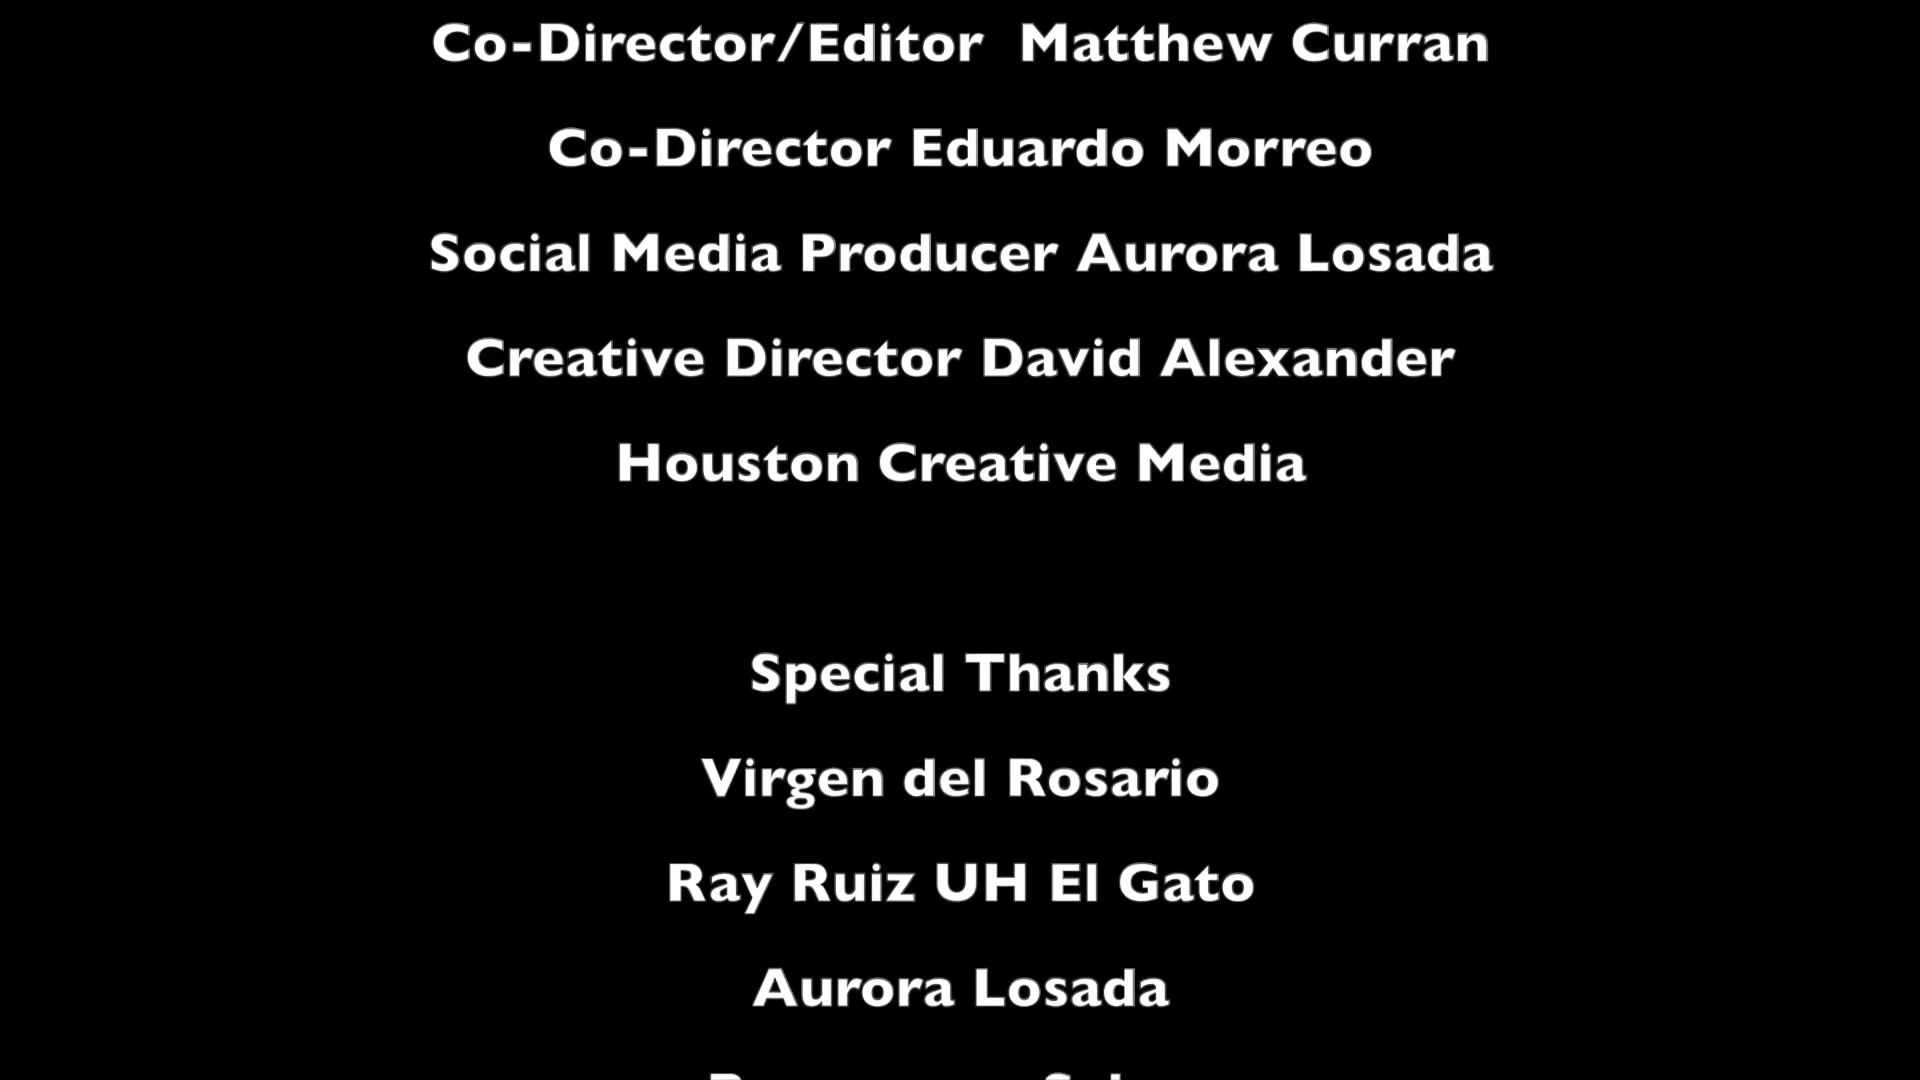 Co-Director/Editor  Matthew Curran
Co-Director Eduardo Morreo
Social Media Producer Aurora Losada
Creative Director David Alexander
Houston Creative Media
Special Thanks
Virgen del Rosario
Ray Ruiz UH El Gato
Aurora Losada